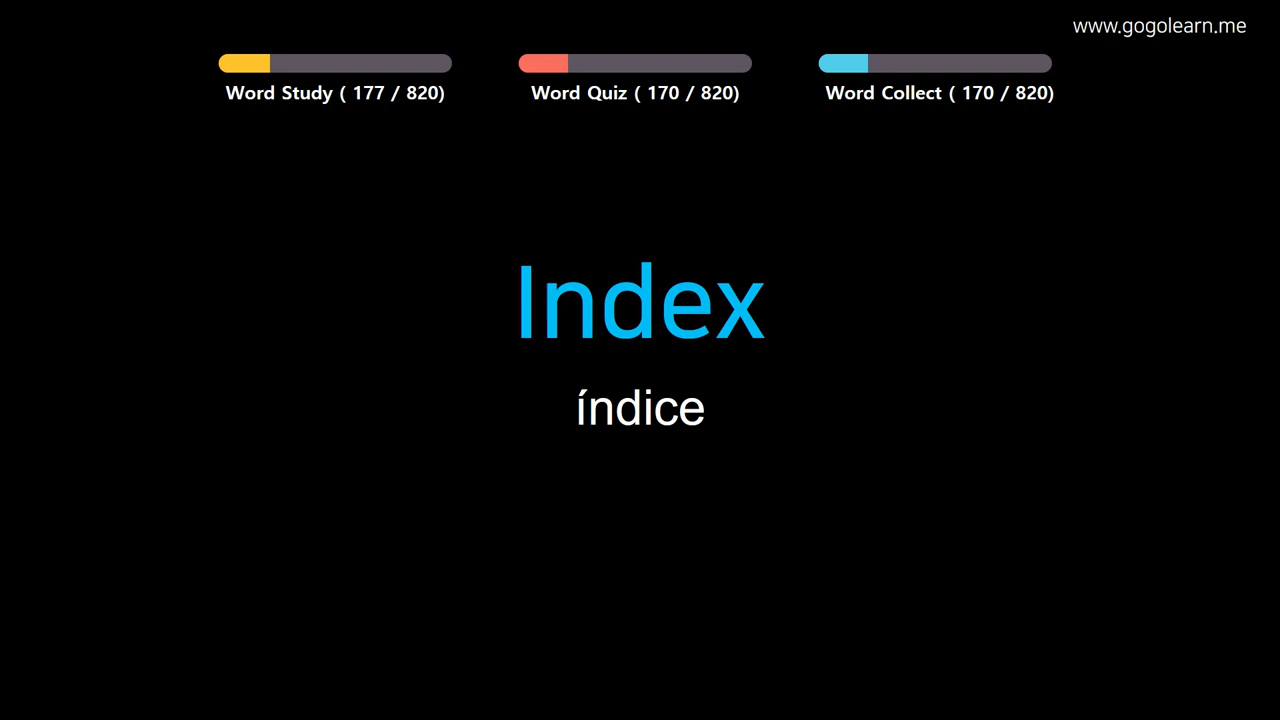 www.gogolearn.me
Word Study ( 177 / 820)
Word Quiz ( 170 / 820)
Word Collect ( 170 / 820)
Index
índice